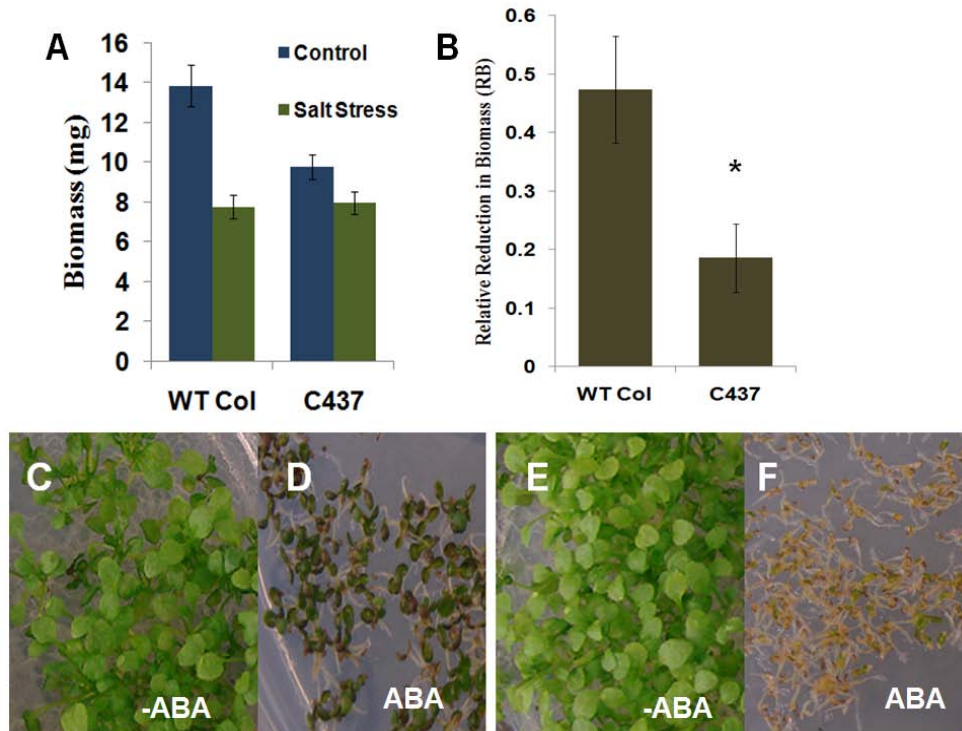 A
Biomass (mg)
16
14
12
10
8
6
4
2
0
Control
Salt Stress
WT Col
C437
B
Relative Reduction in Biomass (RB)
0.6
0.5
0.4
0.3
0.2
0.1
0
*
WT Col
C437
C
-ABA
D
ABA
E
-ABA
F
ABA